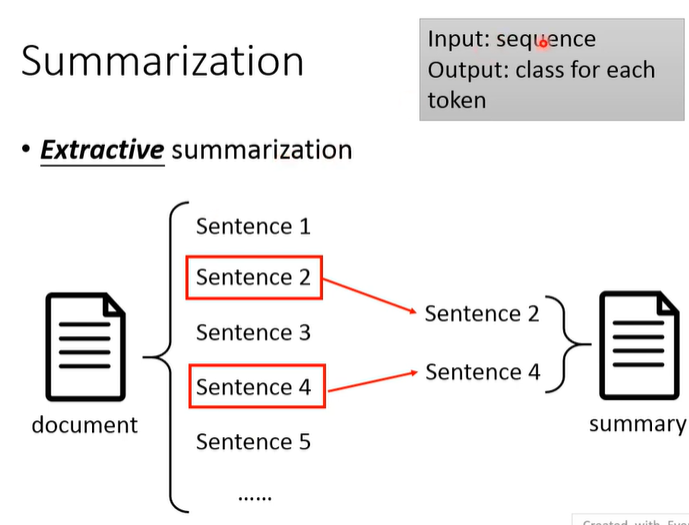 Summarization
Input: sequence
Output: class for each
token
• Extractive summarization
Sentence 1
Sentence 2
Sentence 3
Sentence 4
Sentence 5
……
document
Sentence 2
Sentence 4
summary
Created with